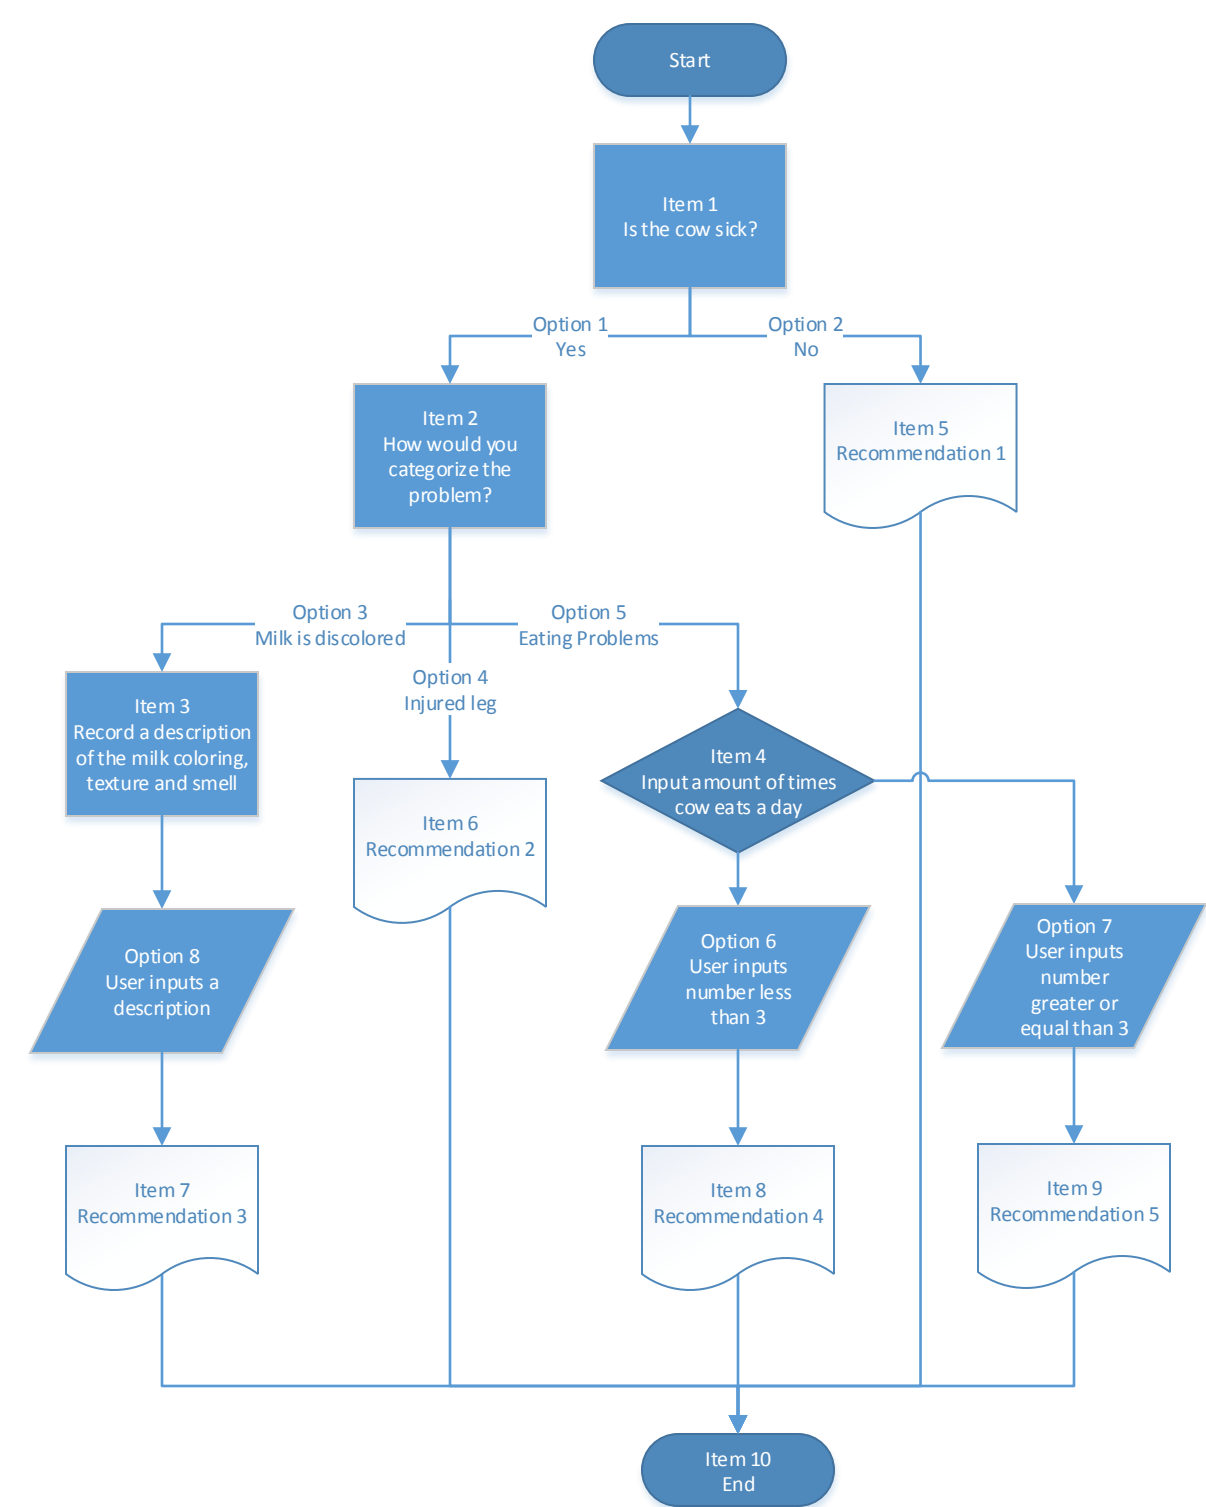 Start
Item 1
Is the cow sick?
Option 1
Yes
Option 2
No
Item 2
How would you
categorize the
problem?
Item 5
Recommendation 1
Option 3
Milk is discolored
Option 5
Eating Problems
Option 4
Injured leg
Item 3
Record a description
of the milk coloring,
texture and smell
Item 4
Input amount of times
cow eats a day
Item 6
Recommendation 2
Option 8
User inputs a
description
Option 6
User inputs
number less
than 3
Option 7
User inputs
number
greater or
equal than 3
Item 7
Recommendation 3
Item 8
Recommendation 4
Item 9
Recommendation 5
Item 10
End